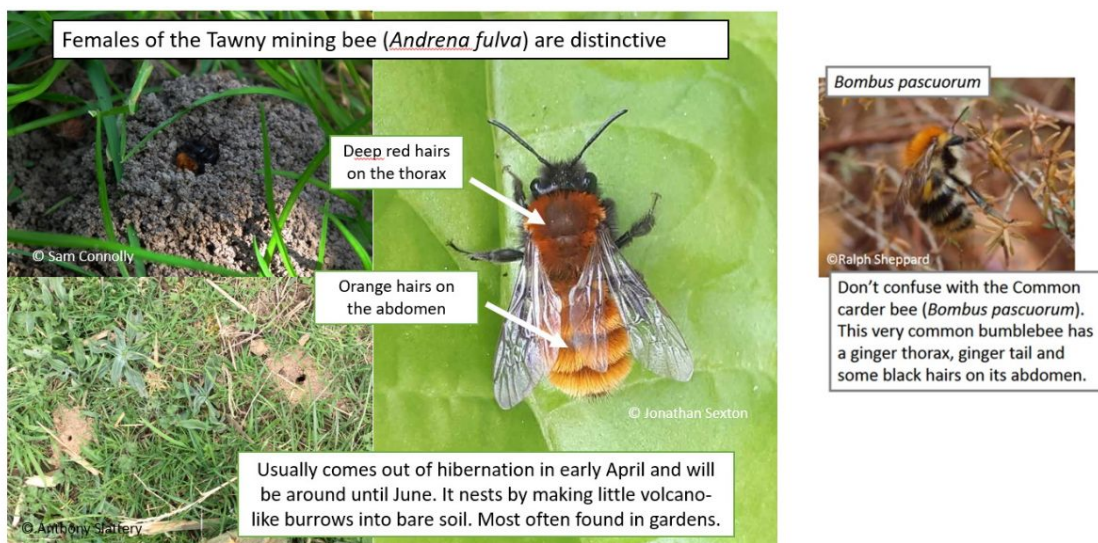 Females of the Tawny mining bee (Andrena fulva) are distinctive
© Sam Connolly
Deep red hairs
on the thorax
Orange hairs on
the abdomen
© Jonathan Sexton
© Anthony Slattery
Usually comes out of hibernation in early April and will
be around until June. It nests by making little volcano-
like burrows into bare soil. Most often found in gardens.
Bombus pascuorum
©Ralph Sheppard
Don't confuse with the Common
carder bee (Bombus pascuorum).
This very common bumblebee has
a ginger thorax, ginger tail and
some black hairs on its abdomen.